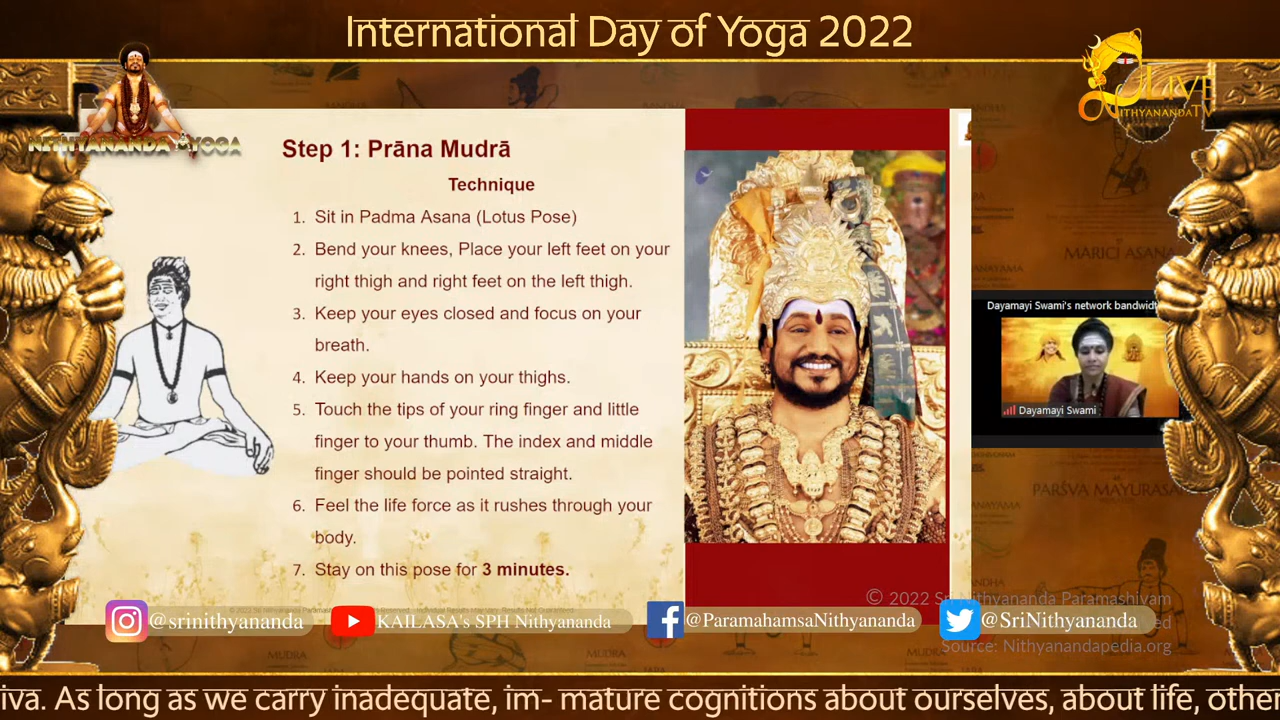 International Day of Yoga 2022
LIVE
NITHYANANDATV
NITHYANANDA YOGA
Step 1: Prāna Mudrā
Technique
1. Sit in Padma Asana (Lotus Pose)
2. Bend your knees, Place your left feet on your
right thigh and right feet on the left thigh.
3. Keep your eyes closed and focus on your
breath.
4. Keep your hands on your thighs.
5. Touch the tips of your ring finger and little
finger to your thumb. The index and middle
finger should be pointed straight.
6. Feel the life force as it rushes through your
body.
7. Stay on this pose for 3 minutes.
MARICI ASANA
Dayamayi Swami's network bandwidt
Dayamayi Swami
PARŚVA MAYURASA
© 2022 Sri Nithyananda Paramashivam
Source: Nithyanandapedia.org
@srinithyananda
KAILASA's SPH Nithyananda
@ParamahamsaNithyananda
@SriNithyananda
MUDRA
iva. As long as we carry inadequate, im- mature cognitions about ourselves, about life, other